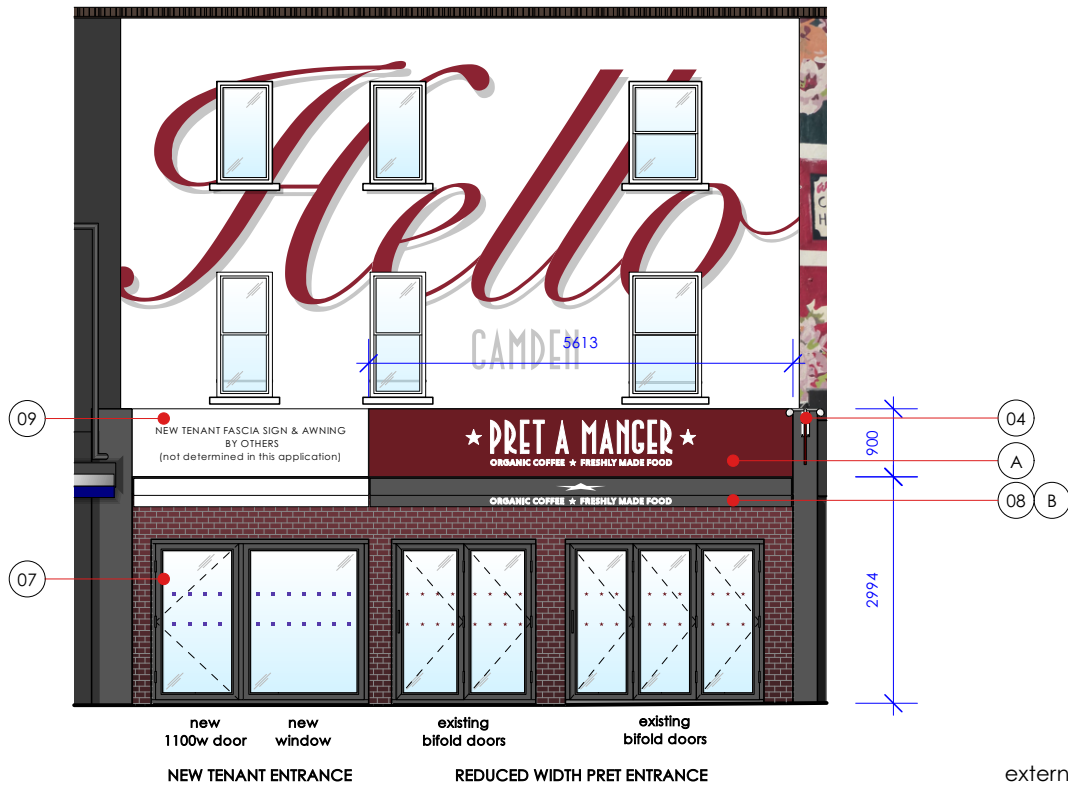 Hello
CAMDEN
5613
09
NEW TENANT FASCIA SIGN & AWNING
BY OTHERS
(not determined in this application)
★ PRET A MANGER ★
ORGANIC COFFEE ★ FRESHLY MADE FOOD
04
900
A
ORGANIC COFFEE ★ FRESHLY MADE FOOD
08 B
07
2994
new
1100w door
new
window
existing
bifold doors
existing
bifold doors
NEW TENANT ENTRANCE
REDUCED WIDTH PRET ENTRANCE
extern